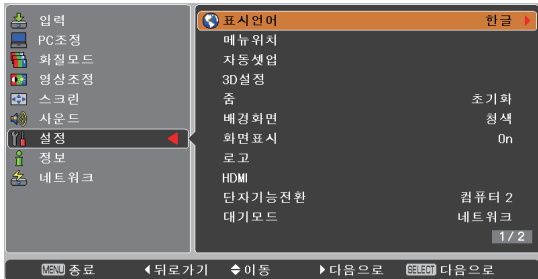 입력
PC조정
화질모드
영상조정
스크린
사운드
설정
정보
네트워크
표시언어 한글
메뉴위치
자동셋업
3D설정
줌 초기화
배경화면 청색
화면표시 On
로고
HDMI
단자기능전환 컴퓨터 2
대기모드 네트워크
1/2
MENU 종료 뒤로가기 이동 다음으로 SELECT 다음으로